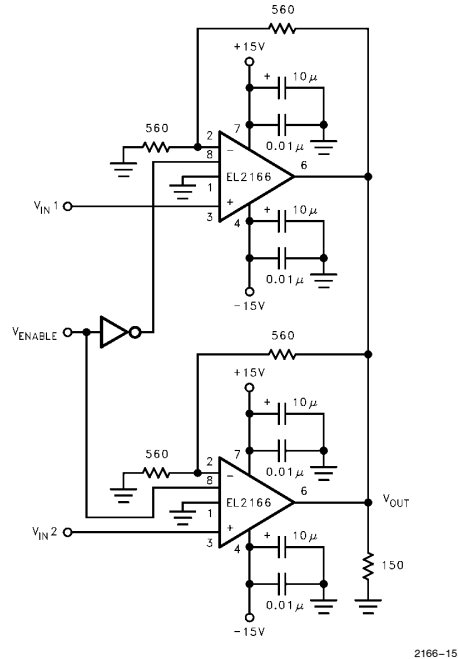 560
+15V
+
10µ
560
2
7
0.01µ
8
−
6
EL2166
1
+
V_IN 1
3
4
+
10µ
0.01µ
−15V
V_ENABLE
560
+15V
+
10µ
560
2
7
0.01µ
8
−
6
EL2166
V_OUT
1
+
V_IN 2
3
4
+
10µ
150
0.01µ
−15V
2166–15